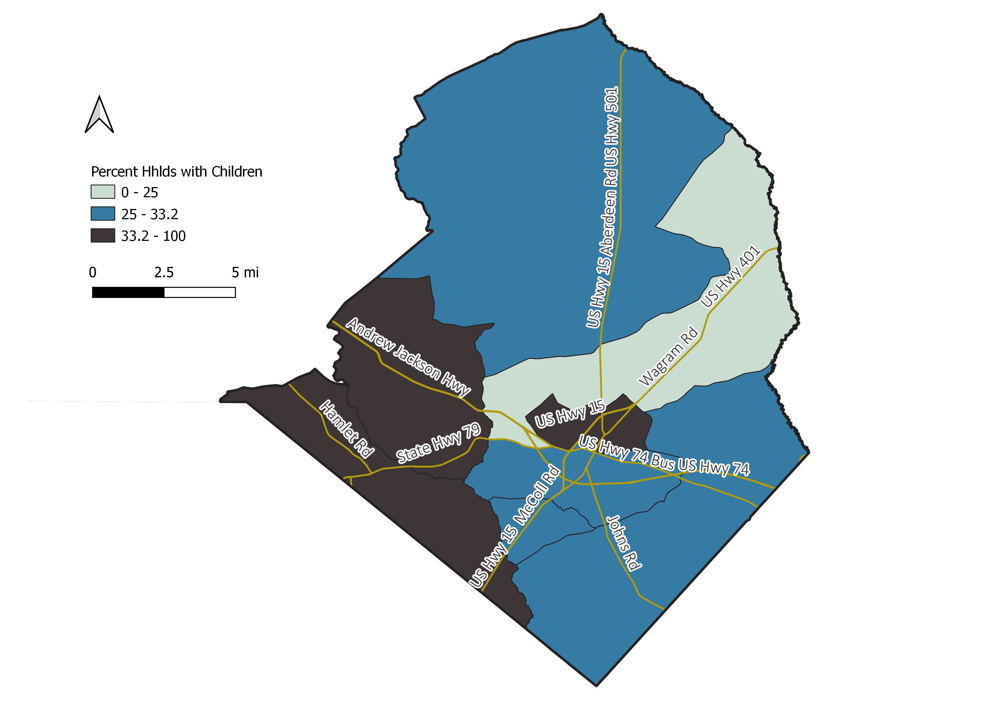 Percent Hhlds with Children
0 - 25
25 - 33.2
33.2 - 100
0 2.5 5 mi
US Hwy 15 Aberdeen Rd US Hwy 501
US Hwy 401
Wagram Rd
Andrew Jackson Hwy
US Hwy 15
Hamlet Rd
State Hwy 79
US Hwy 74 Bus US Hwy 74
US Hwy 15 McColl Rd
Johns Rd